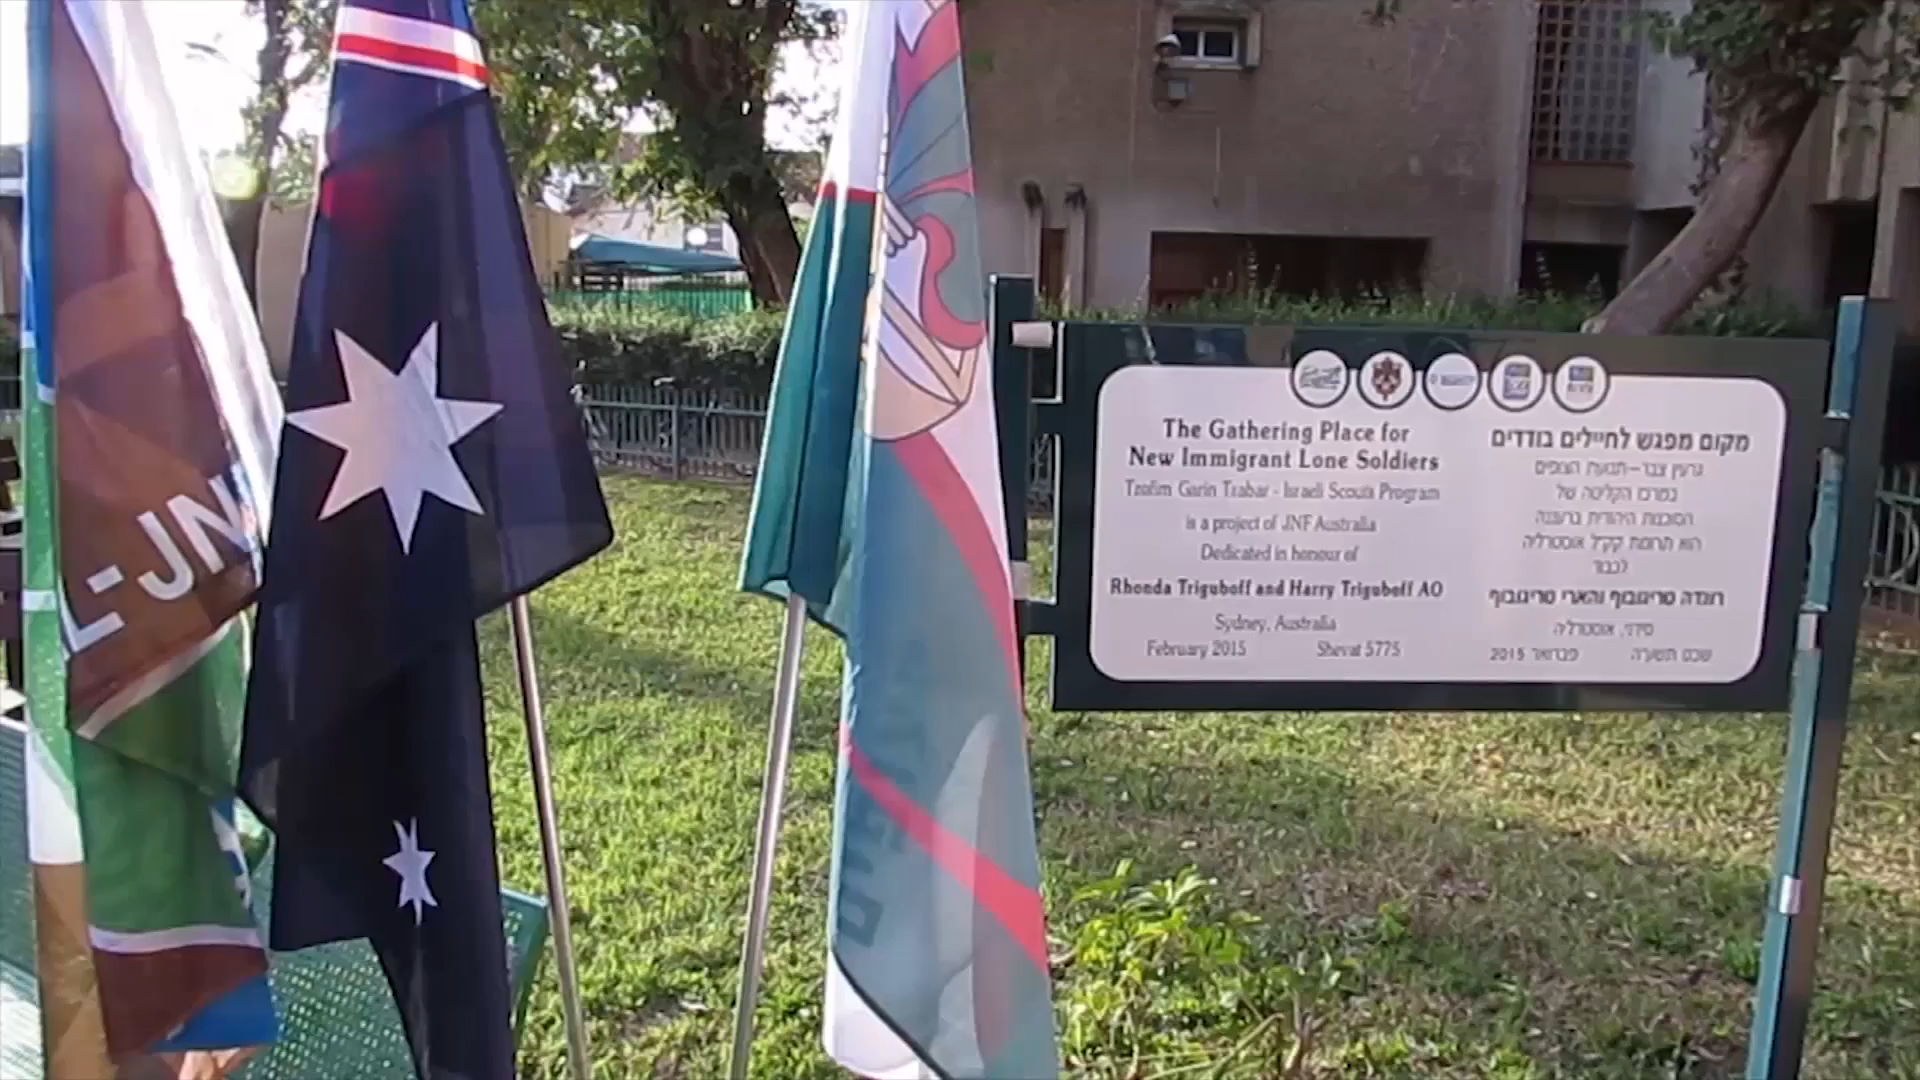 L-JN
The Gathering Place for
New Immigrant Lone Soldiers
Tzofim Garin Tzabar - Israeli Scouts Program
is a project of JNF Australia
Dedicated in honour of
Rhonda Triguboff and Harry Triguboff AO
Sydney, Australia
February 2015 Shevat 5775
מקום מפגש לחיילים בודדים
גרעין צבר-תנועת הצופים
במרכז הקליטה של
הסוכנות היהודית ברעננה
הוא תרומת קק״ל אוסטרליה
לכבוד
רונדה טריגובוף והארי טריגובוף
סידני, אוסטרליה
שבט תשע״ה פברואר 2015